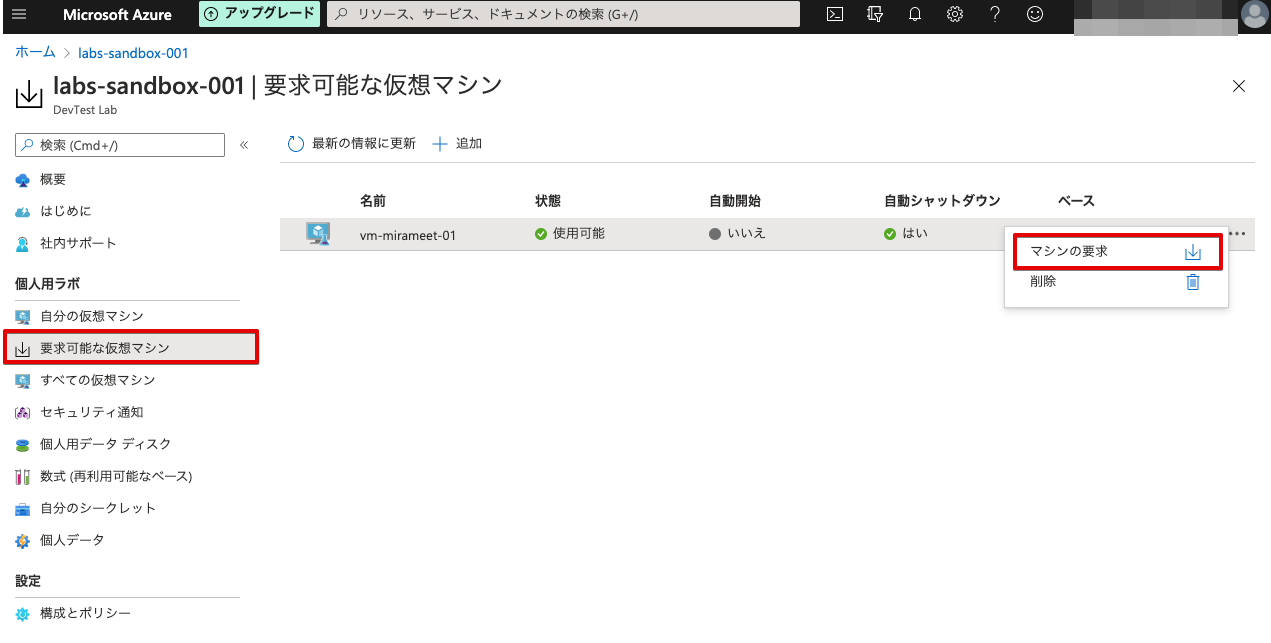 Microsoft Azure
アップグレード
リソース、サービス、ドキュメントの検索 (G+/)
ホーム > labs-sandbox-001
labs-sandbox-001 | 要求可能な仮想マシン
DevTest Lab
検索 (Cmd+/)
«
最新の情報に更新
追加
概要
はじめに
社内サポート
個人用ラボ
自分の仮想マシン
要求可能な仮想マシン
すべての仮想マシン
セキュリティ通知
個人用データ ディスク
数式 (再利用可能なベース)
自分のシークレット
個人データ
設定
構成とポリシー
名前 状態 自動開始 自動シャットダウン ベース
vm-mirameet-01 使用可能 いいえ はい
マシンの要求
削除